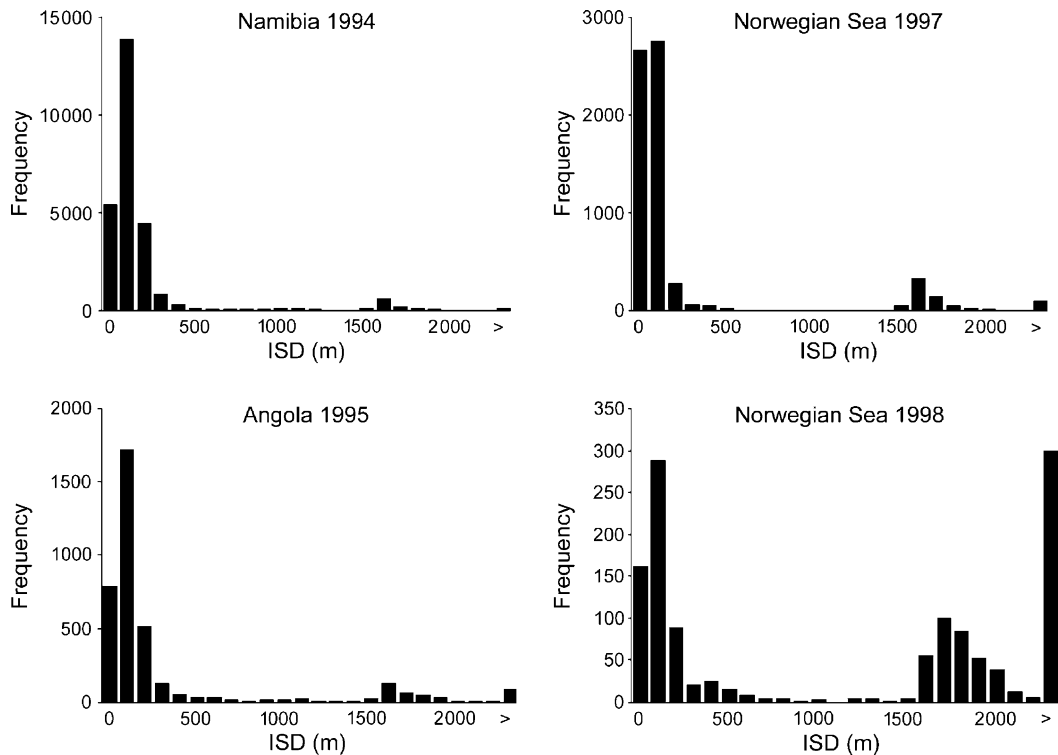 Namibia 1994
15000
10000
5000
0
Frequency
0 500 1000 1500 2000 >
ISD (m)
Norwegian Sea 1997
3000
2000
1000
0
Frequency
0 500 1000 1500 2000 >
ISD (m)
Angola 1995
2000
1500
1000
500
0
Frequency
0 500 1000 1500 2000 >
ISD (m)
Norwegian Sea 1998
350
300
250
200
150
100
50
0
Frequency
0 500 1000 1500 2000 >
ISD (m)